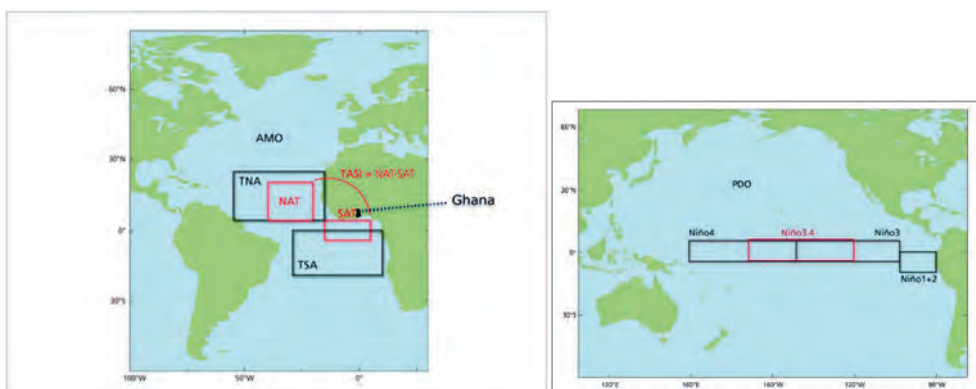 60°N
AMO
30°N
TASI = NAT-SAT
TNA
NAT
Ghana
SAT
0°
TSA
30°S
100°W
50°W
0°
60°N
30°N
PDO
Niño4
Niño3.4
Niño3
0°
Niño1+2
30°S
120°E
160°E
160°W
120°W
80°W